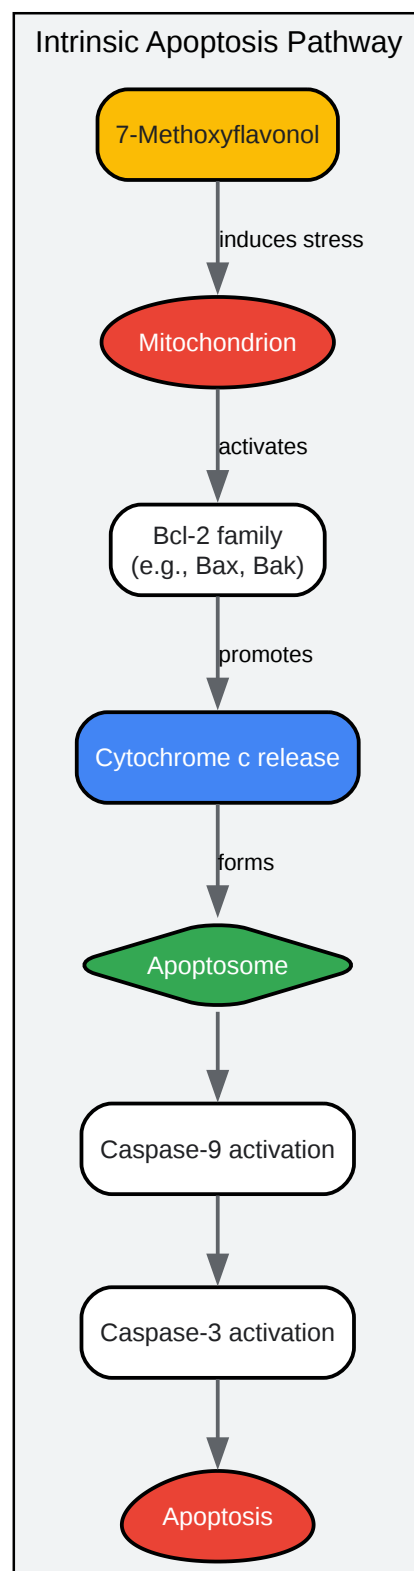 Intrinsic Apoptosis Pathway
7-Methoxyflavonol
induces stress
Mitochondrion
activates
Bcl-2 family
(e.g., Bax, Bak)
promotes
Cytochrome c release
forms
Apoptosome
Caspase-9 activation
Caspase-3 activation
Apoptosis